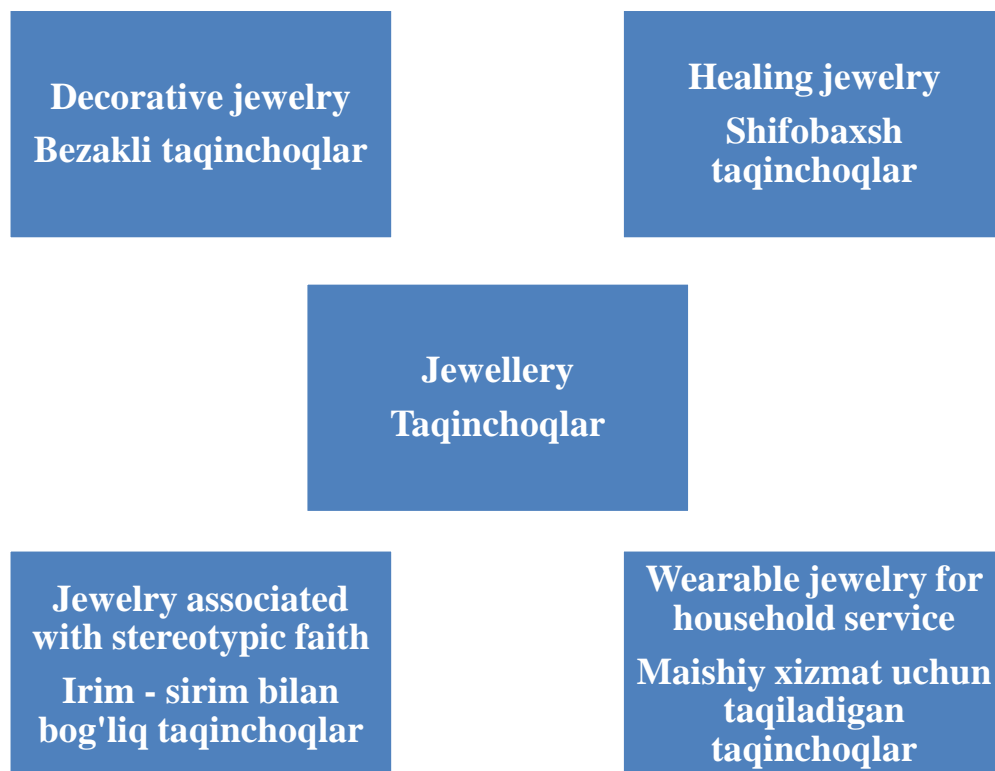 Decorative jewelry
Bezakli taqinchoqlar
Healing jewelry
Shifobaxsh
taqinchoqlar
Jewellery
Taqinchoqlar
Jewelry associated
with stereotypic faith
Irim - sirim bilan
bog'liq taqinchoqlar
Wearable jewelry for
household service
Maishiy xizmat uchun
taqiladigan
taqinchoqlar